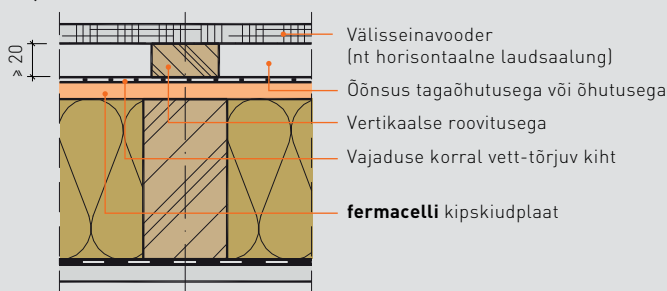 ≥ 20
Välisseinavooder
(nt horisontaalne laudsaalung)
Õõnsus tagaõhutusega või õhutusega
Vertikaalse roovitusega
Vajaduse korral vett-tõrjuv kiht
fermacelli kipskiudplaat